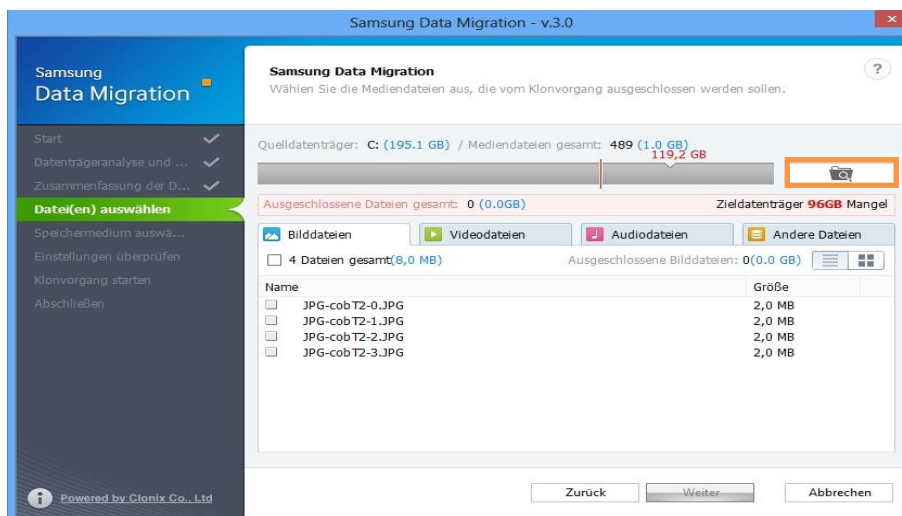 Samsung Data Migration - v.3.0
Samsung
Data Migration
Samsung Data Migration
?
Wählen Sie die Mediendateien aus, die vom Klonvorgang ausgeschlossen werden sollen.
Start
Datenträgeranalyse und ...
Zusammenfassung der D...
Datei(en) auswählen
Speichermedium auswä...
Einstellungen überprüfen
Klonvorgang starten
Abschließen
Quelldatenträger: C: (195.1 GB) / Mediendateien gesamt: 489 (1.0 GB)
119,2 GB
Ausgeschlossene Dateien gesamt: 0 (0.0GB) Zieldatenträger 96GB Mangel
Bilddateien Videodateien Audiodateien Andere Dateien
4 Dateien gesamt(8,0 MB) Ausgeschlossene Bilddateien: 0(0.0 GB)
Name Größe
JPG-cobT2-0.JPG 2,0 MB
JPG-cobT2-1.JPG 2,0 MB
JPG-cobT2-2.JPG 2,0 MB
JPG-cobT2-3.JPG 2,0 MB
i Powered by Clonix Co., Ltd
Zurück Weiter Abbrechen